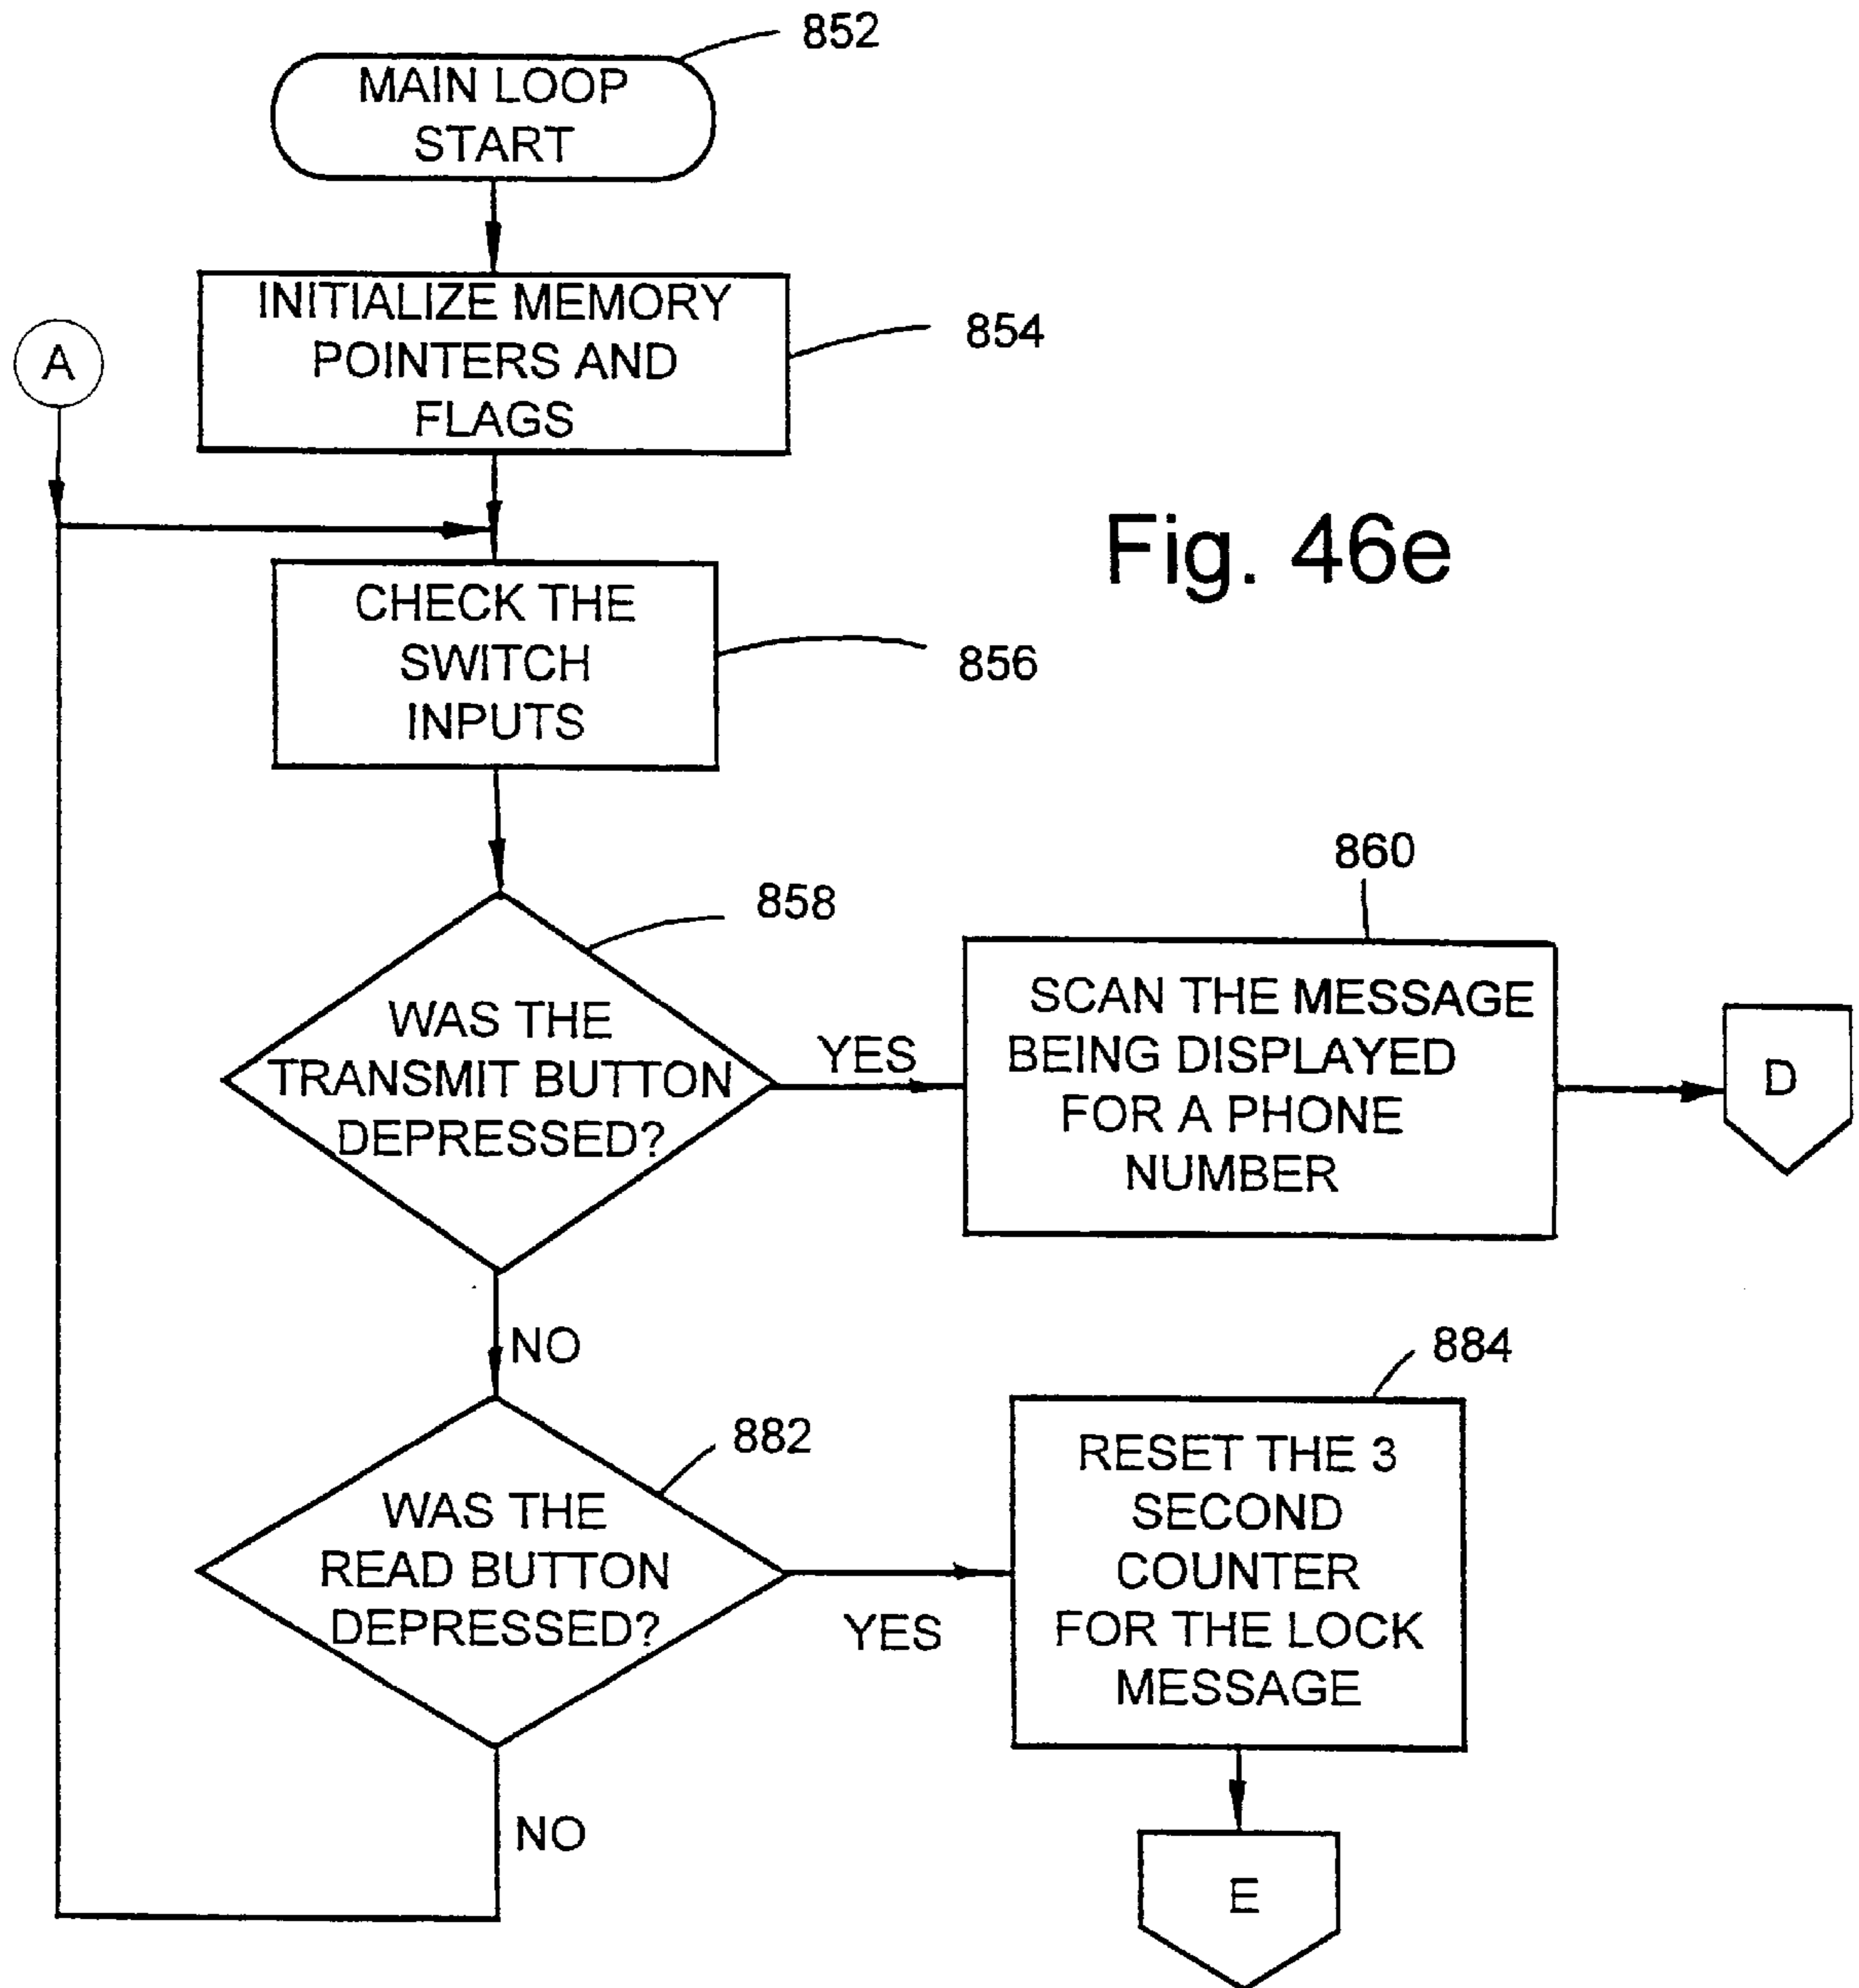 852
MAIN LOOP
START
INITIALIZE MEMORY
POINTERS AND
FLAGS
854
A
Fig. 46e
CHECK THE
SWITCH
INPUTS
856
858
WAS THE
TRANSMIT BUTTON
DEPRESSED?
YES
860
SCAN THE MESSAGE
BEING DISPLAYED
FOR A PHONE
NUMBER
D
NO
882
WAS THE
READ BUTTON
DEPRESSED?
YES
884
RESET THE 3
SECOND
COUNTER
FOR THE LOCK
MESSAGE
NO
E